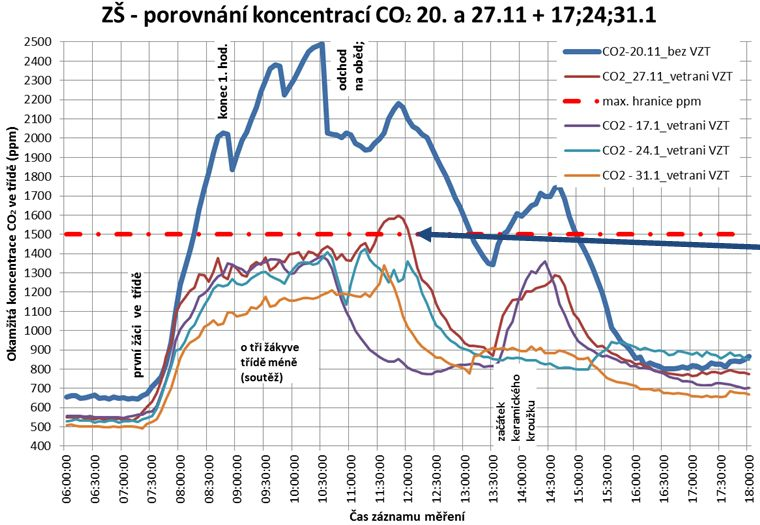 ZŠ - porovnání koncentrací CO₂ 20. a 27.11 + 17;24;31.1
Okamžitá koncentrace CO₂ ve třídě (ppm)
2500
2400
2300
2200
2100
2000
1900
1800
1700
1600
1500
1400
1300
1200
1100
1000
900
800
700
600
500
400
první žáci ve třídě
konec 1. hod.
odchod
na oběd;
o tři žákyve
třídě méně
(soutěž)
začátek
keramického
kroužku
CO2-20.11_bez VZT
CO2_27.11_vetrani VZT
max. hranice ppm
CO2 - 17.1_vetrani VZT
CO2 - 24.1_vetrani VZT
CO2 - 31.1_vetrani VZT
06:00:00
07:00:00
07:30:00
08:00:00
08:30:00
09:00:00
09:30:00
10:00:00
10:30:00
11:00:00
11:30:00
12:00:00
12:30:00
13:00:00
13:30:00
14:00:00
14:30:00
15:00:00
15:30:00
16:00:00
16:30:00
17:00:00
17:30:00
18:00:00
Čas záznamu měření